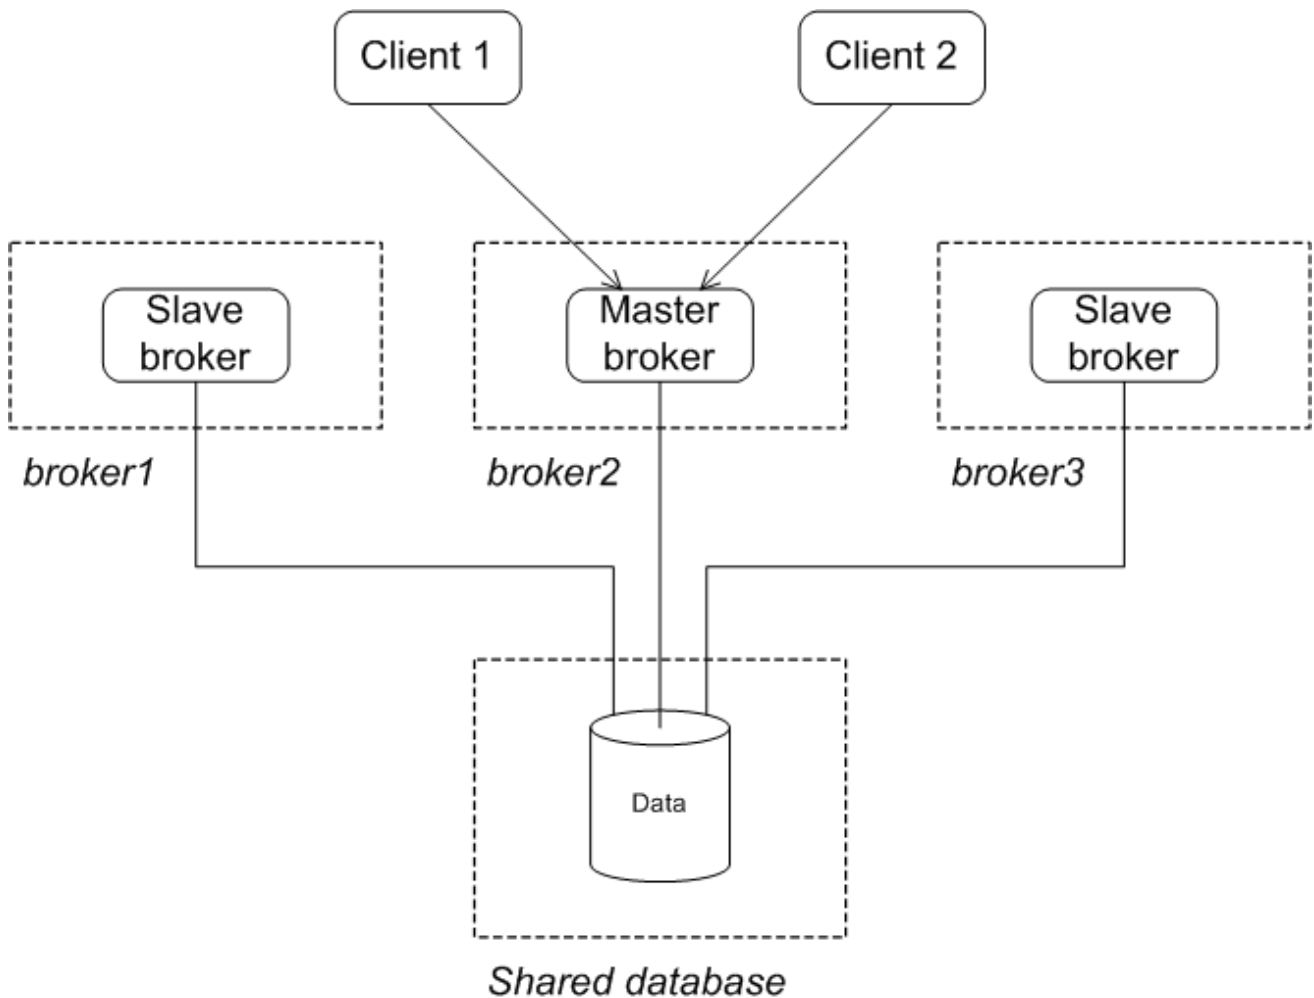 Client 1
Client 2
Slave
broker
Master
broker
Slave
broker
broker1
broker2
broker3
Data
Shared database